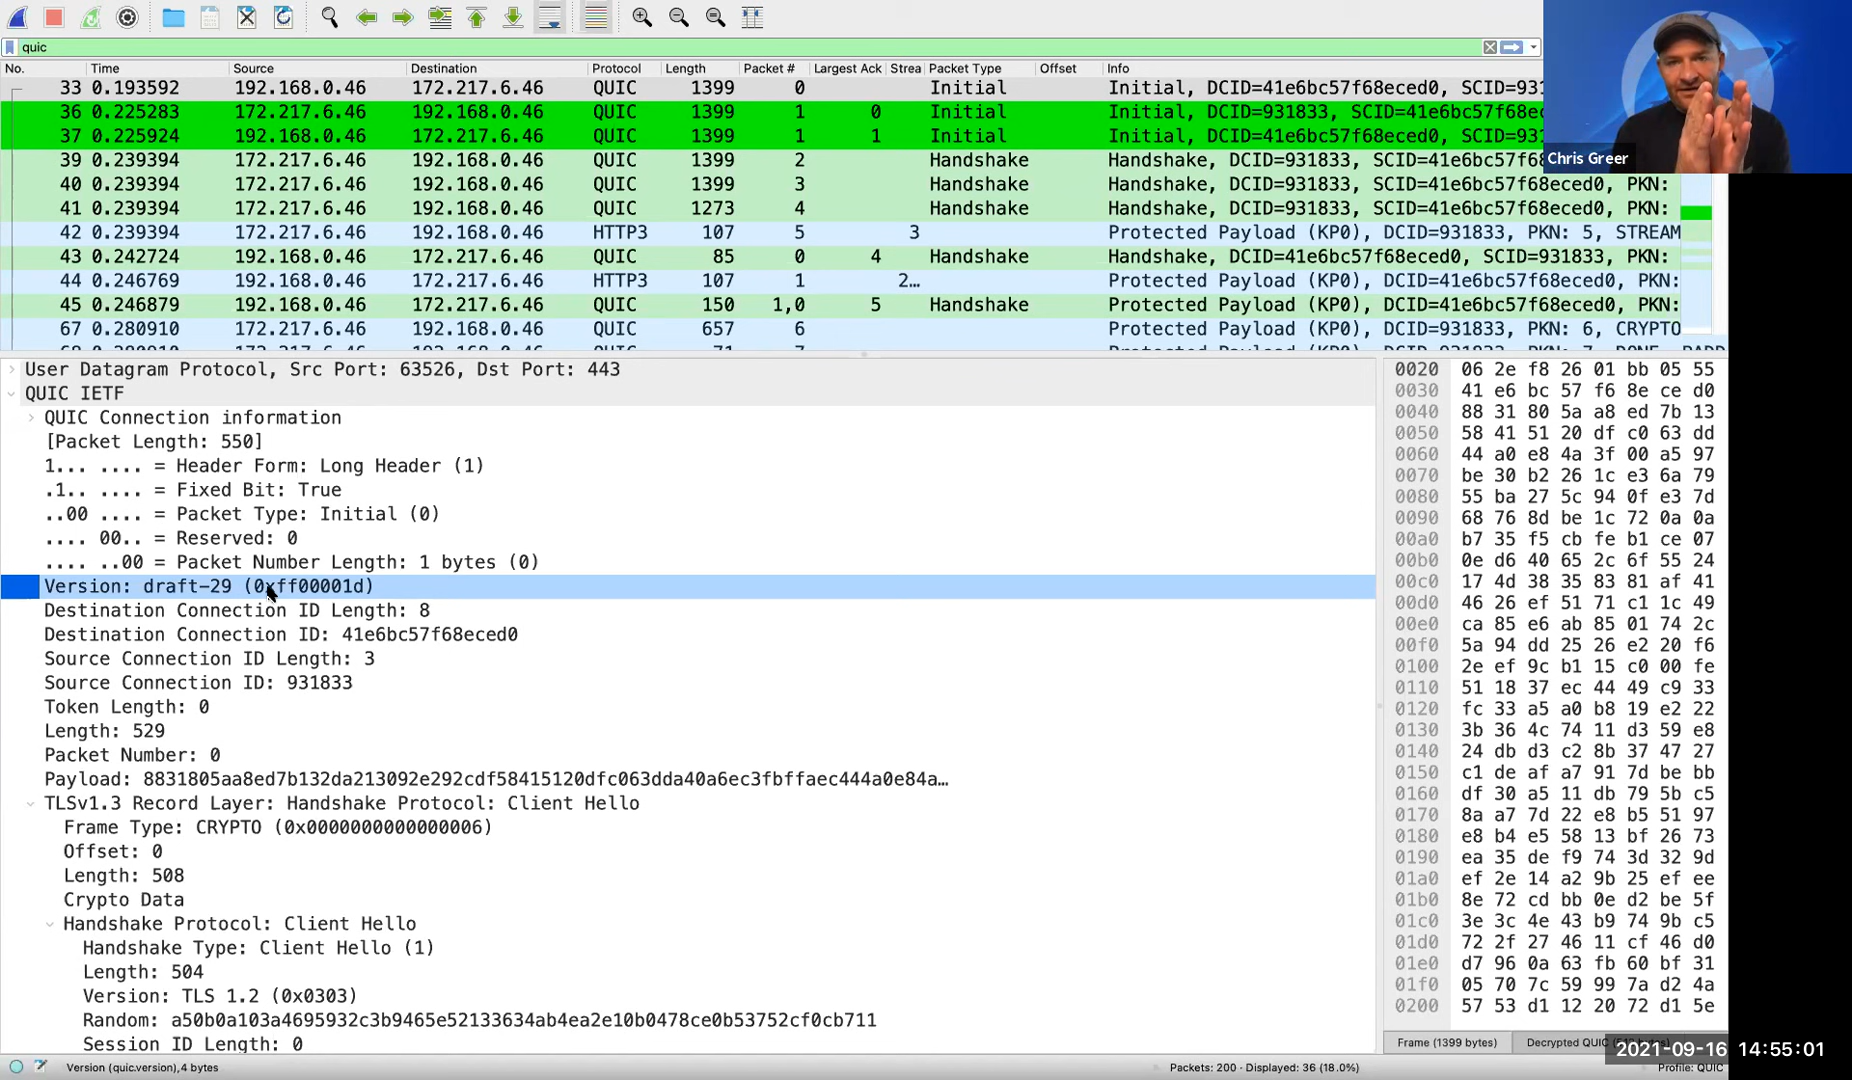 quic
No. Time Source Destination Protocol Length Packet # Largest Ack Strea Packet Type Offset Info
33 0.193592 192.168.0.46 172.217.6.46 QUIC 1399 0 Initial Initial, DCID=41e6bc57f68eced0, SCID=931
36 0.225283 172.217.6.46 192.168.0.46 QUIC 1399 1 0 Initial Initial, DCID=931833, SCID=41e6bc57f68ece
37 0.225924 192.168.0.46 172.217.6.46 QUIC 1399 1 1 Initial Initial, DCID=41e6bc57f68eced0, SCID=931
39 0.239394 172.217.6.46 192.168.0.46 QUIC 1399 2 Handshake Handshake, DCID=931833, SCID=41e6bc57f68
40 0.239394 172.217.6.46 192.168.0.46 QUIC 1399 3 Handshake Handshake, DCID=931833, SCID=41e6bc57f68eced0, PKN:
41 0.239394 172.217.6.46 192.168.0.46 QUIC 1273 4 Handshake Handshake, DCID=931833, SCID=41e6bc57f68eced0, PKN:
42 0.239394 172.217.6.46 192.168.0.46 HTTP3 107 5 3 Protected Payload (KP0), DCID=931833, PKN: 5, STREAM
43 0.242724 192.168.0.46 172.217.6.46 QUIC 85 0 4 Handshake Handshake, DCID=41e6bc57f68eced0, SCID=931833, PKN:
44 0.246769 192.168.0.46 172.217.6.46 HTTP3 107 1 2… Protected Payload (KP0), DCID=41e6bc57f68eced0, PKN:
45 0.246879 192.168.0.46 172.217.6.46 QUIC 150 1,0 5 Handshake Protected Payload (KP0), DCID=41e6bc57f68eced0, PKN:
67 0.280910 172.217.6.46 192.168.0.46 QUIC 657 6 Protected Payload (KP0), DCID=931833, PKN: 6, CRYPTO
Chris Greer
User Datagram Protocol, Src Port: 63526, Dst Port: 443
QUIC IETF
QUIC Connection information
[Packet Length: 550]
1... .... = Header Form: Long Header (1)
.1.. .... = Fixed Bit: True
..00 .... = Packet Type: Initial (0)
.... 00.. = Reserved: 0
.... ..00 = Packet Number Length: 1 bytes (0)
Version: draft-29 (0xff00001d)
Destination Connection ID Length: 8
Destination Connection ID: 41e6bc57f68eced0
Source Connection ID Length: 3
Source Connection ID: 931833
Token Length: 0
Length: 529
Packet Number: 0
Payload: 8831805aa8ed7b132da213092e292cdf58415120dfc063dda40a6ec3fbffaec444a0e84a…
TLSv1.3 Record Layer: Handshake Protocol: Client Hello
Frame Type: CRYPTO (0x0000000000000006)
Offset: 0
Length: 508
Crypto Data
Handshake Protocol: Client Hello
Handshake Type: Client Hello (1)
Length: 504
Version: TLS 1.2 (0x0303)
Random: a50b0a103a4695932c3b9465e52133634ab4ea2e10b0478ce0b53752cf0cb711
Session ID Length: 0
0020 06 2e f8 26 01 bb 05 55
0030 41 e6 bc 57 f6 8e ce d0
0040 88 31 80 5a a8 ed 7b 13
0050 58 41 51 20 df c0 63 dd
0060 44 a0 e8 4a 3f 00 a5 97
0070 be 30 b2 26 1c e3 6a 79
0080 55 ba 27 5c 94 0f e3 7d
0090 68 76 8d be 1c 72 0a 0a
00a0 b7 35 f5 cb fe b1 ce 07
00b0 0e d6 40 65 2c 6f 55 24
00c0 17 4d 38 35 83 81 af 41
00d0 46 26 ef 51 71 c1 1c 49
00e0 ca 85 e6 ab 85 01 74 2c
00f0 5a 94 dd 25 26 e2 20 f6
0100 2e ef 9c b1 15 c0 00 fe
0110 51 18 37 ec 44 49 c9 33
0120 fc 33 a5 a0 b8 19 e2 22
0130 3b 36 4c 74 11 d3 59 e8
0140 24 db d3 c2 8b 37 47 27
0150 c1 de af a7 91 7d be bb
0160 df 30 a5 11 db 79 5b c5
0170 8a a7 7d 22 e8 b5 51 97
0180 e8 b4 e5 58 13 bf 26 73
0190 ea 35 de f9 74 3d 32 9d
01a0 ef 2e 14 a2 9b 25 ef ee
01b0 8e 72 cd bb 0e d2 be 5f
01c0 3e 3c 4e 43 b9 74 9b c5
01d0 72 2f 27 46 11 cf 46 d0
01e0 d7 96 0a 63 fb 60 bf 31
01f0 05 70 7c 59 99 7a d2 4a
0200 57 53 d1 12 20 72 d1 5e
Frame (1399 bytes) Decrypted QUIC
2021-09-16 14:55:01
Version (quic.version), 4 bytes
Packets: 200 · Displayed: 36 (18.0%)
Profile: QUIC